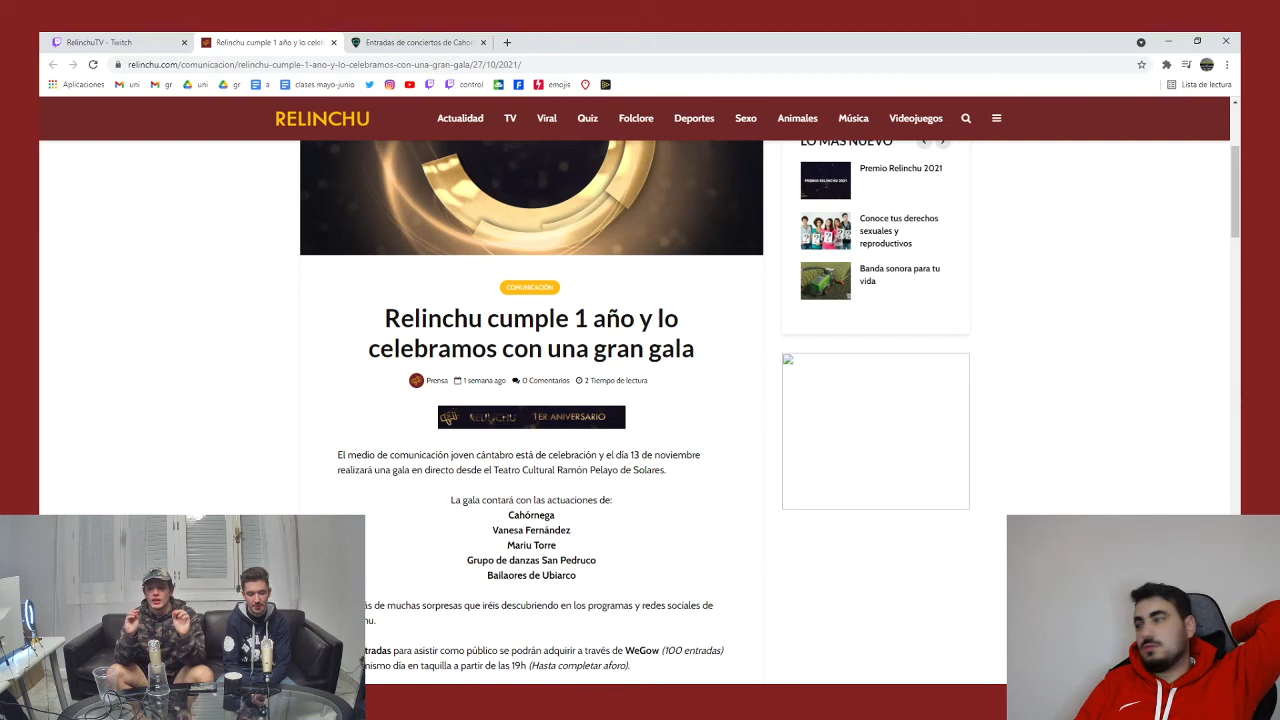 RelinchuTV - Twitch
Relinchu cumple 1 año y lo celeb
Entradas de conciertos de Cahór
relinchu.com/comunicacion/relinchu-cumple-1-ano-y-lo-celebramos-con-una-gran-gala/27/10/2021/
Aplicaciones uni gr uni gr a clases mayo-junio control emojis Lista de lectura
RELINCHU Actualidad TV Viral Quiz Folclore Deportes Sexo Animales Música Videojuegos
LO MÁS NUEVO
PREMIO RELINCHU 2021
Premio Relinchu 2021
Conoce tus derechos
sexuales y
reproductivos
Banda sonora para tu
vida
COMUNICACIÓN
Relinchu cumple 1 año y lo
celebramos con una gran gala
Prensa 1 semana ago 0 Comentarios 2 Tiempo de lectura
RELINCHU 1ER ANIVERSARIO
El medio de comunicación joven cántabro está de celebración y el día 13 de noviembre
realizará una gala en directo desde el Teatro Cultural Ramón Pelayo de Solares.
La gala contará con las actuaciones de:
Cahórnega
Vanesa Fernández
Mariu Torre
Grupo de danzas San Pedruco
Bailaores de Ubiarco
ás de muchas sorpresas que iréis descubriendo en los programas y redes sociales de
hu.
tradas para asistir como público se podrán adquirir a través de WeGow (100 entradas)
nismo día en taquilla a partir de las 19h (Hasta completar aforo).